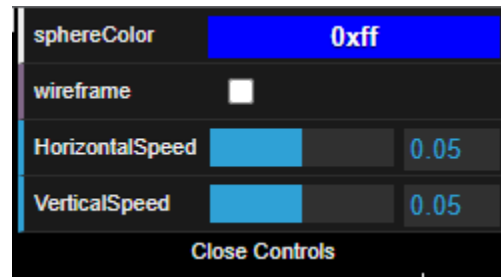 sphereColor 0xff
wireframe
HorizontalSpeed 0.05
VerticalSpeed 0.05
Close Controls